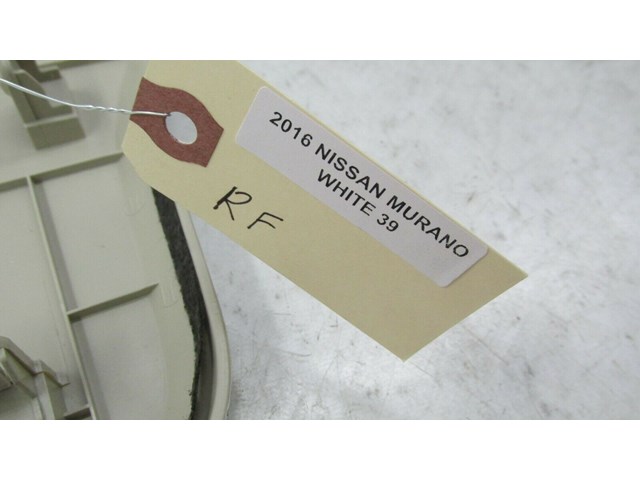 2016 NISSAN MURANO
WHITE 39
RF